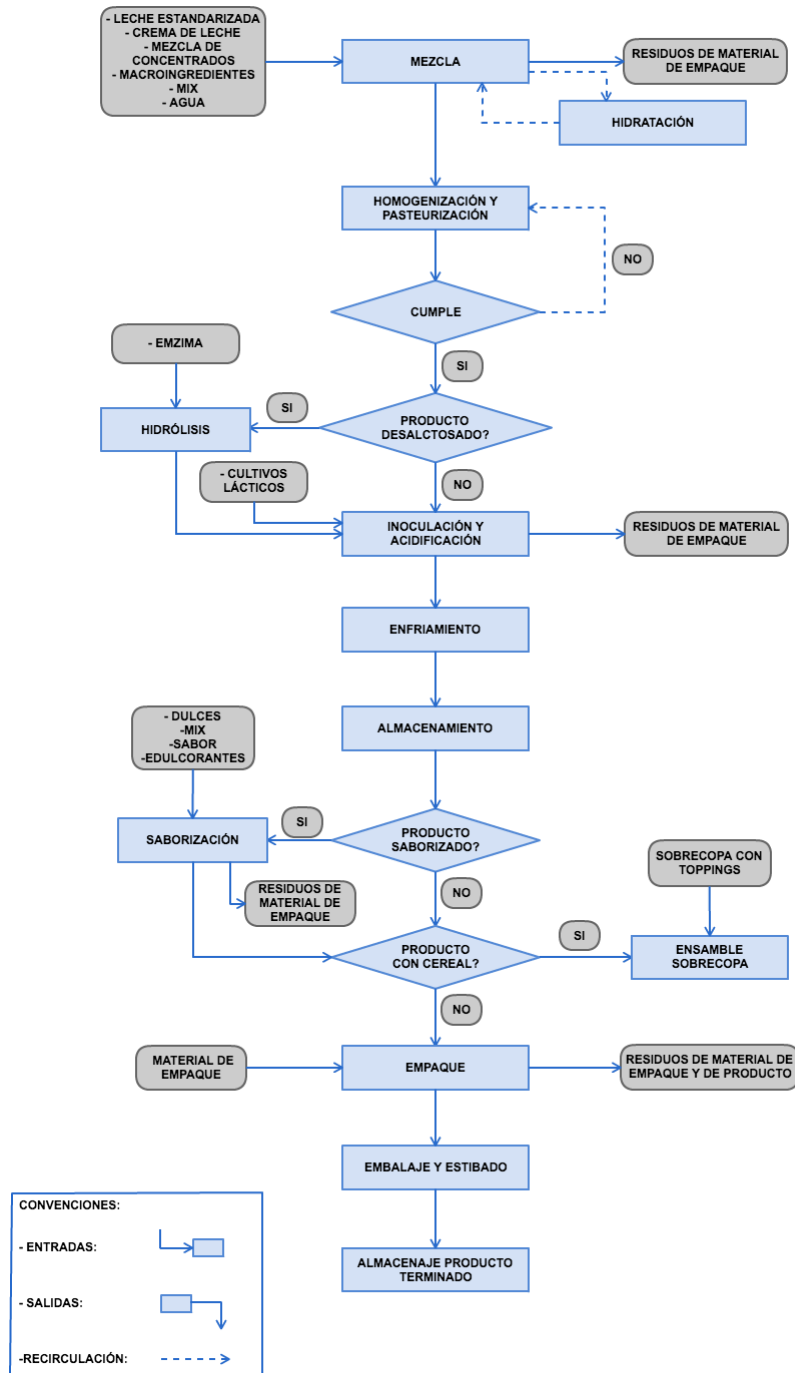 - LECHE ESTANDARIZADA
- CREMA DE LECHE
- MEZCLA DE
CONCENTRADOS
- MACROINGREDIENTES
- MIX
- AGUA
MEZCLA
RESIDUOS DE MATERIAL
DE EMPAQUE
HIDRATACIÓN
HOMOGENIZACIÓN Y
PASTEURIZACIÓN
NO
CUMPLE
- EMZIMA
SI
SI
HIDRÓLISIS
PRODUCTO
DESALCTOSADO?
- CULTIVOS
LÁCTICOS
NO
INOCULACIÓN Y
ACIDIFICACIÓN
RESIDUOS DE MATERIAL
DE EMPAQUE
ENFRIAMIENTO
ALMACENAMIENTO
- DULCES
-MIX
-SABOR
-EDULCORANTES
SI
SABORIZACIÓN
PRODUCTO
SABORIZADO?
SOBRECOPA CON
TOPPINGS
RESIDUOS DE
MATERIAL DE
EMPAQUE
NO
PRODUCTO
CON CEREAL?
SI
ENSAMBLE
SOBRECOPA
NO
MATERIAL DE
EMPAQUE
EMPAQUE
RESIDUOS DE MATERIAL DE
EMPAQUE Y DE PRODUCTO
EMBALAJE Y ESTIBADO
ALMACENAJE PRODUCTO
TERMINADO
CONVENCIONES:
- ENTRADAS:
- SALIDAS:
-RECIRCULACIÓN: